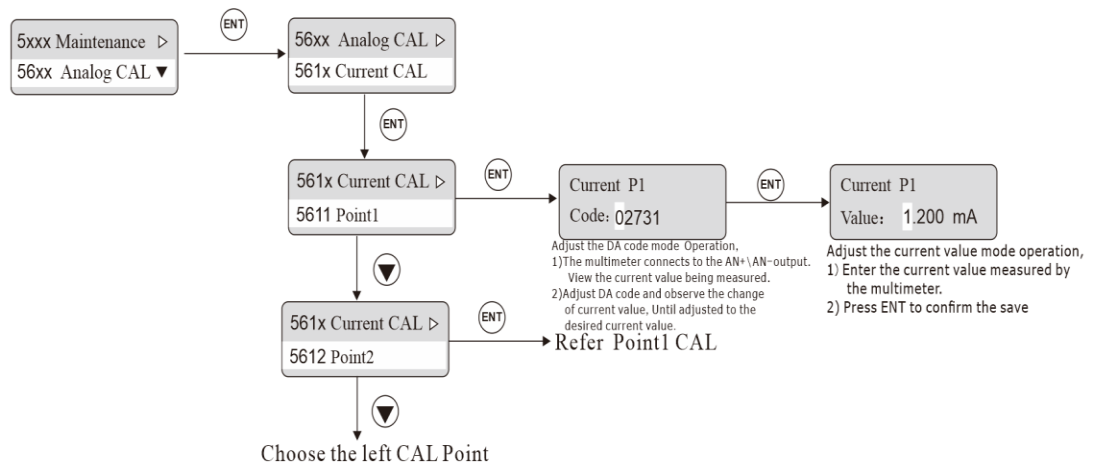 ENT
5xxx Maintenance ▷
56xx Analog CAL ▼
56xx Analog CAL ▷
561x Current CAL
ENT
561x Current CAL ▷
5611 Point1
ENT
Current P1
Code: 02731
ENT
Current P1
Value: 1.200 mA
Adjust the DA code mode Operation,
1)The multimeter connects to the AN+\AN-output.
View the current value being measured.
2)Adjust DA code and observe the change
of current value, Until adjusted to the
desired current value.
Adjust the current value mode operation,
1) Enter the current value measured by
the multimeter.
2) Press ENT to confirm the save
▼
561x Current CAL ▷
5612 Point2
ENT
Refer Point1 CAL
▼
Choose the left CAL Point